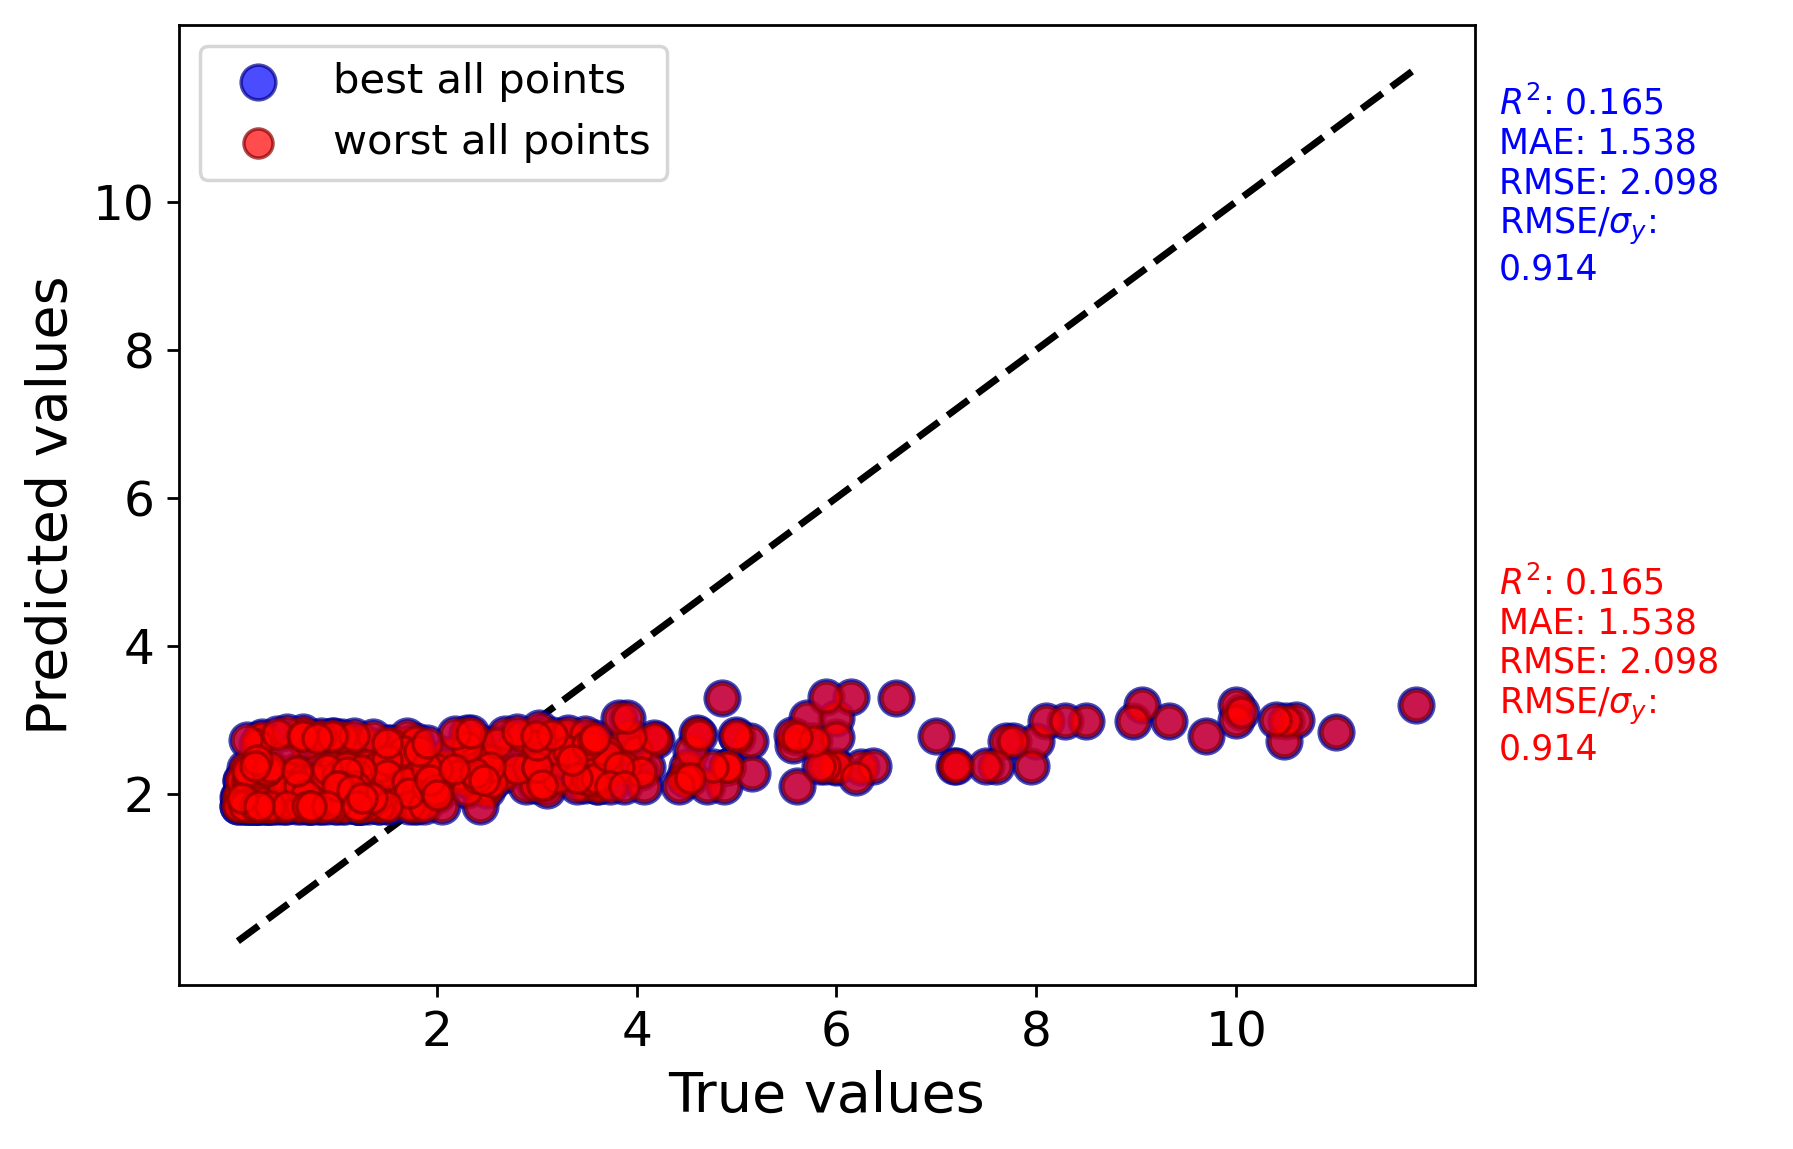 best all points
worst all points
Predicted values
10
8
6
4
2
2
4
6
8
10
True values
R²: 0.165
MAE: 1.538
RMSE: 2.098
RMSE/σy:
0.914
R²: 0.165
MAE: 1.538
RMSE: 2.098
RMSE/σy:
0.914